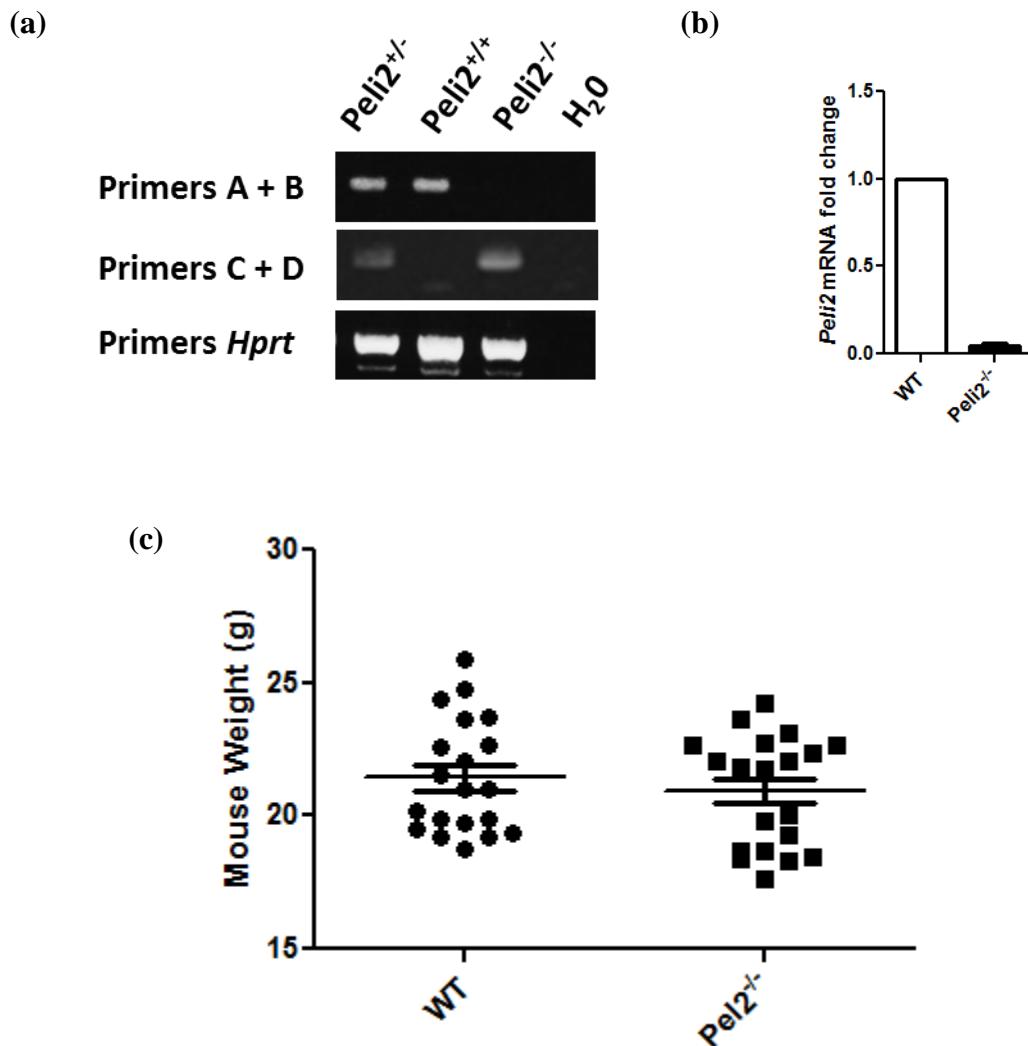 (a)
Peli2+/-
Peli2+/+
Peli2-/-
H20
Primers A + B
Primers C + D
Primers Hprt
(b)
Peli2 mRNA fold change
1.5
1.0
0.5
0.0
WT
Peli2-/-
(c)
Mouse Weight (g)
30
25
20
15
WT
Pel2-/-